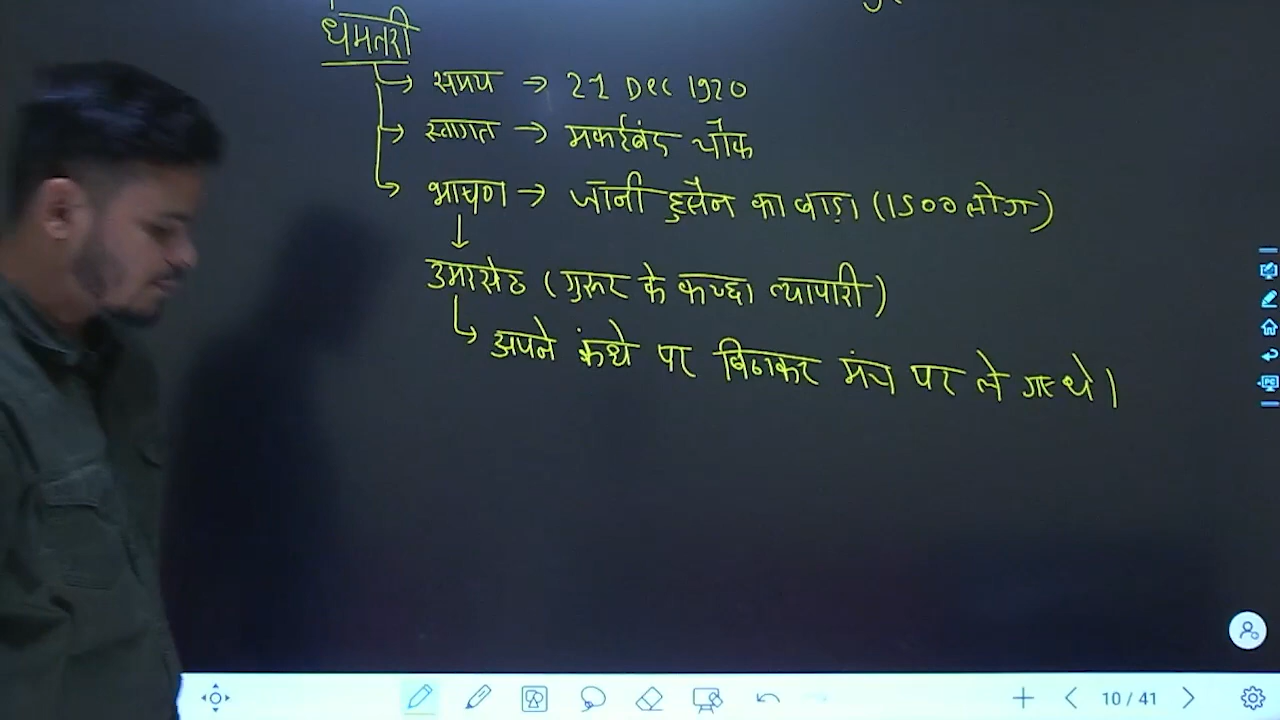 धमतरी
समय → 21 Dec 1920
स्वागत → मकईबंद चौक
भाषण → जॉनी हुसैन का बाड़ा (1500 लोग)
उमरसेठ (गुरुर के कच्छा व्यापारी)
अपने कंधे पर बिठाकर मंच पर ले गए थे।
10 / 41